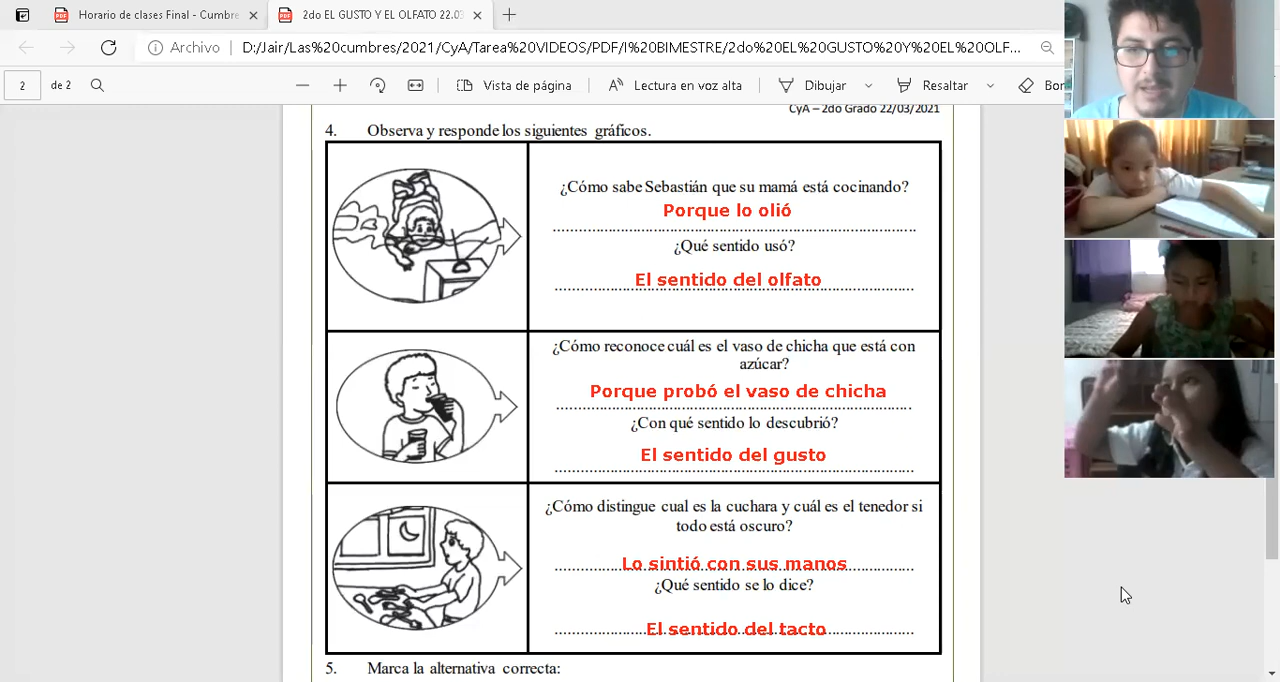 Horario de clases Final - Cumbre
2do EL GUSTO Y EL OLFATO 22.03
Archivo
D:/Jair/Las%20cumbres/2021/CyA/Tarea%20VIDEOS/PDF/I%20BIMESTRE/2do%20EL%20GUSTO%20Y%20EL%20OLF...
2 de 2
Vista de página
Lectura en voz alta
Dibujar
Resaltar
Bor
CyA – 2do Grado 22/03/2021
4. Observa y responde los siguientes gráficos.
¿Cómo sabe Sebastián que su mamá está cocinando?
Porque lo olió
¿Qué sentido usó?
El sentido del olfato
¿Cómo reconoce cuál es el vaso de chicha que está con
azúcar?
Porque probó el vaso de chicha
¿Con qué sentido lo descubrió?
El sentido del gusto
¿Cómo distingue cual es la cuchara y cuál es el tenedor si
todo está oscuro?
Lo sintió con sus manos
¿Qué sentido se lo dice?
El sentido del tacto
5. Marca la alternativa correcta: